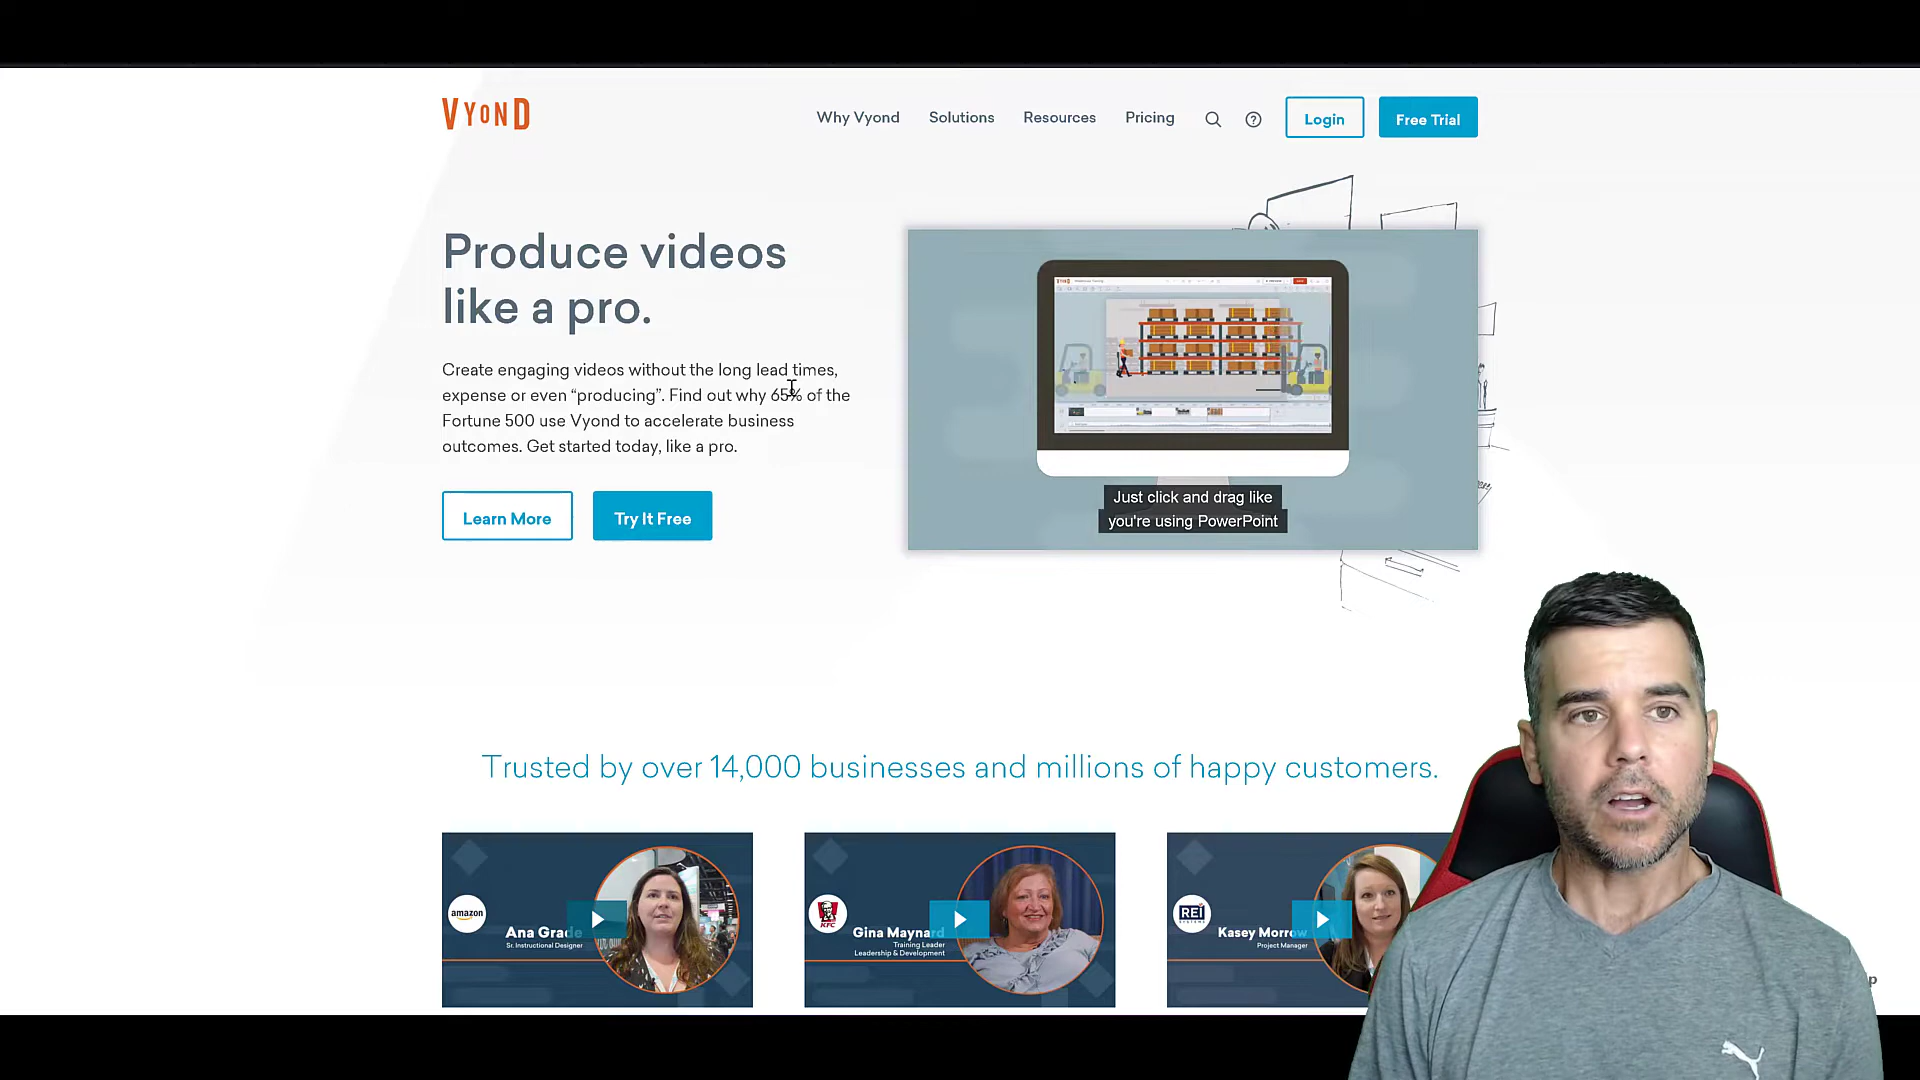 VYOND
Why Vyond
Solutions
Resources
Pricing
Login
Free Trial
Produce videos
like a pro.
Create engaging videos without the long lead times,
expense or even “producing”. Find out why 65% of the
Fortune 500 use Vyond to accelerate business
outcomes. Get started today, like a pro.
Learn More
Try It Free
Just click and drag like
you're using PowerPoint
Trusted by over 14,000 businesses and millions of happy customers.
amazon
Ana Grade
Sr. Instructional Designer
KFC
Gina Maynard
Training Leader
Leadership & Development
REI
SYSTEMS
Kasey Morrow
Project Manager